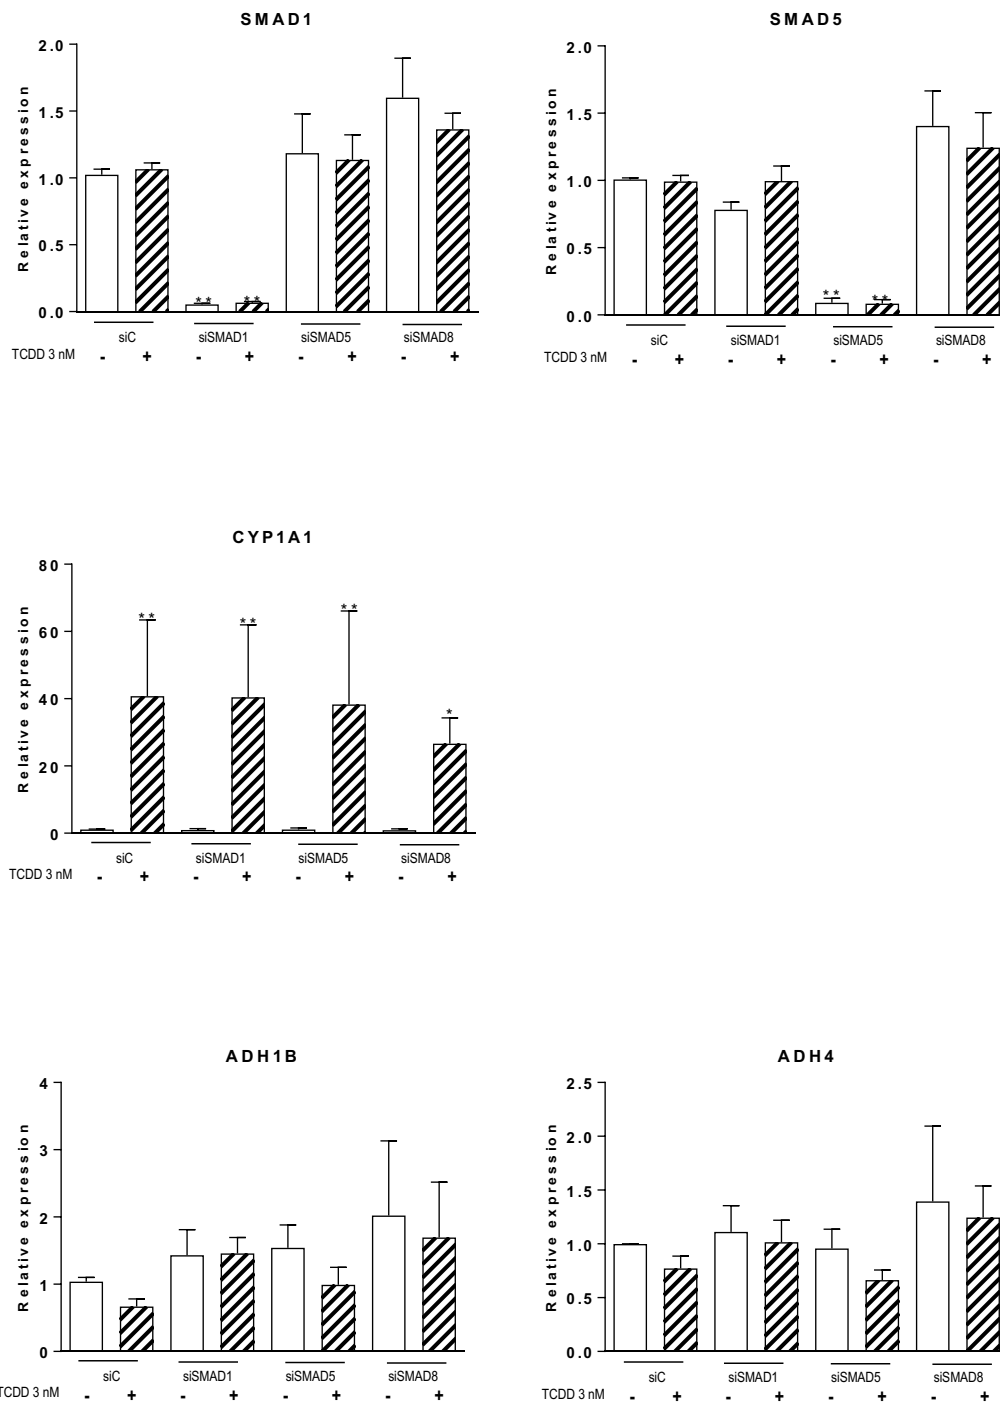 SMAD1
Relative expression
2.0
1.5
1.0
0.5
0.0
** **
siC siSMAD1 siSMAD5 siSMAD8
TCDD 3 nM - + - + - + - +
SMAD5
Relative expression
2.0
1.5
1.0
0.5
0.0
** **
siC siSMAD1 siSMAD5 siSMAD8
TCDD 3 nM - + - + - + - +
CYP1A1
Relative expression
80
60
40
20
0
** ** ** *
siC siSMAD1 siSMAD5 siSMAD8
TCDD 3 nM - + - + - + - +
ADH1B
Relative expression
4
3
2
1
0
siC siSMAD1 siSMAD5 siSMAD8
TCDD 3 nM - + - + - + - +
ADH4
Relative expression
2.5
2.0
1.5
1.0
0.5
0.0
siC siSMAD1 siSMAD5 siSMAD8
TCDD 3 nM - + - + - + - +